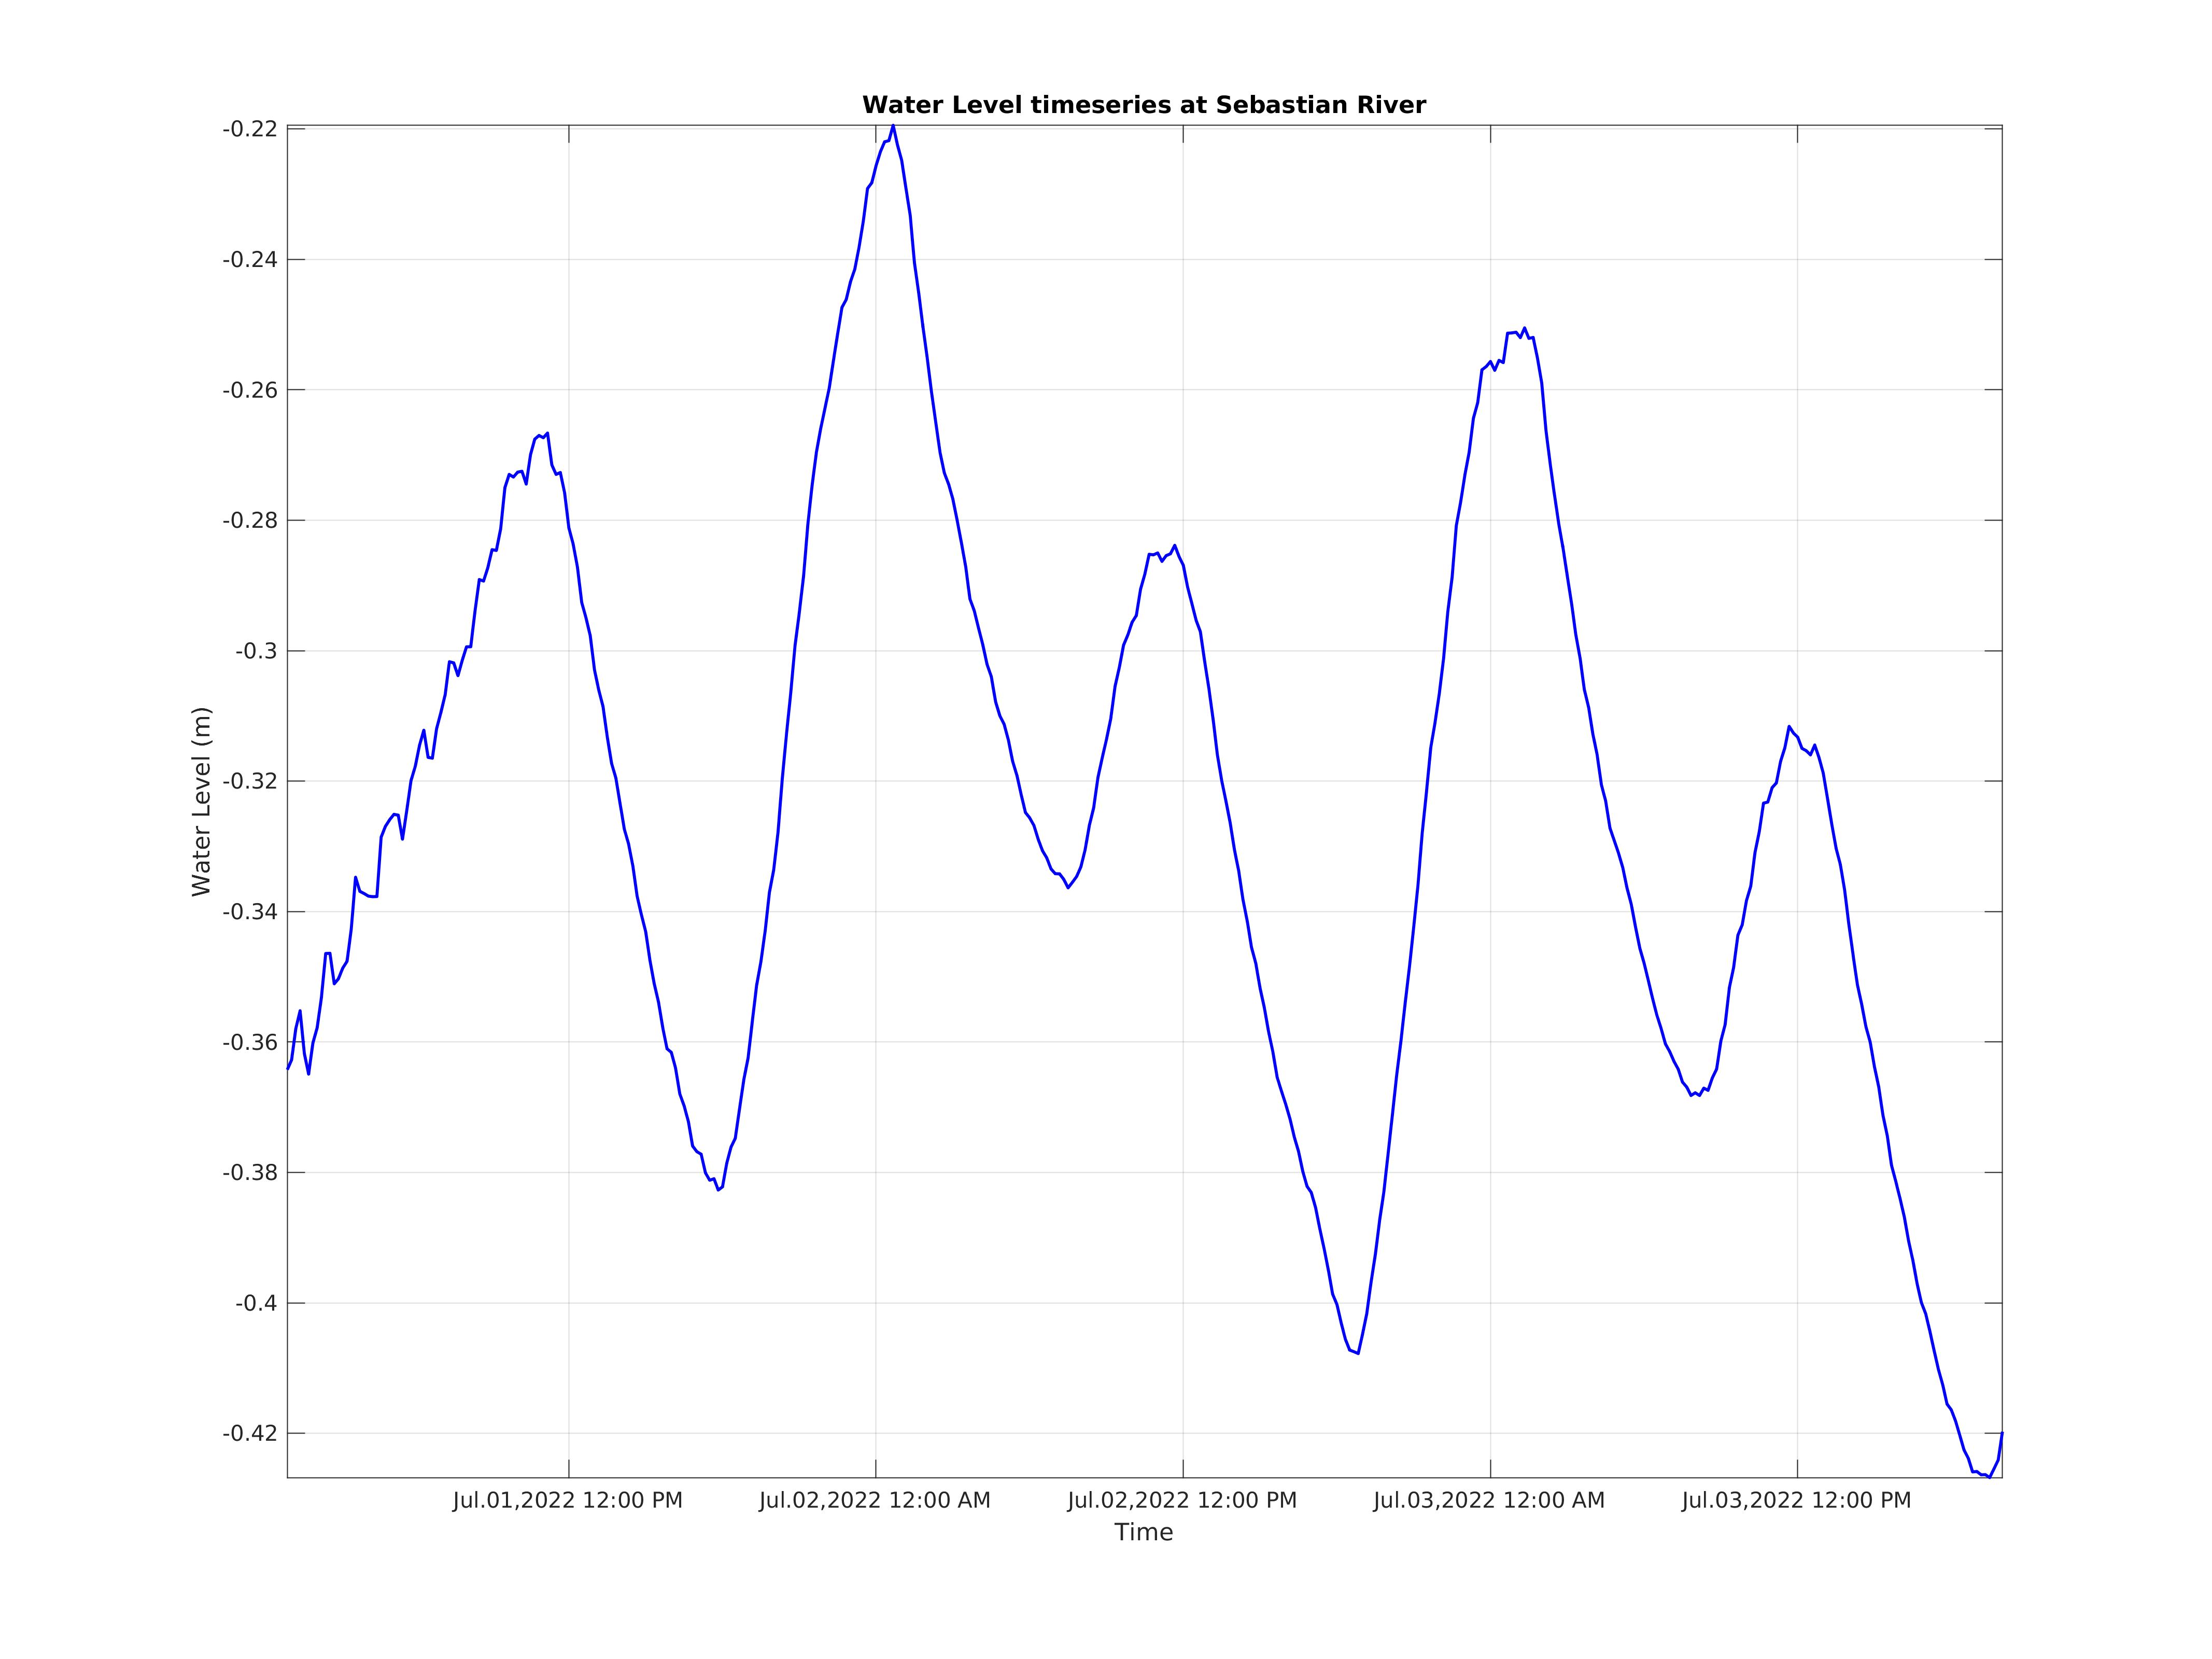 Water Level timeseries at Sebastian River
-0.22
-0.24
-0.26
-0.28
-0.3
-0.32
-0.34
-0.36
-0.38
-0.4
-0.42
Water Level (m)
Jul.01,2022 12:00 PM
Jul.02,2022 12:00 AM
Jul.02,2022 12:00 PM
Jul.03,2022 12:00 AM
Jul.03,2022 12:00 PM
Time